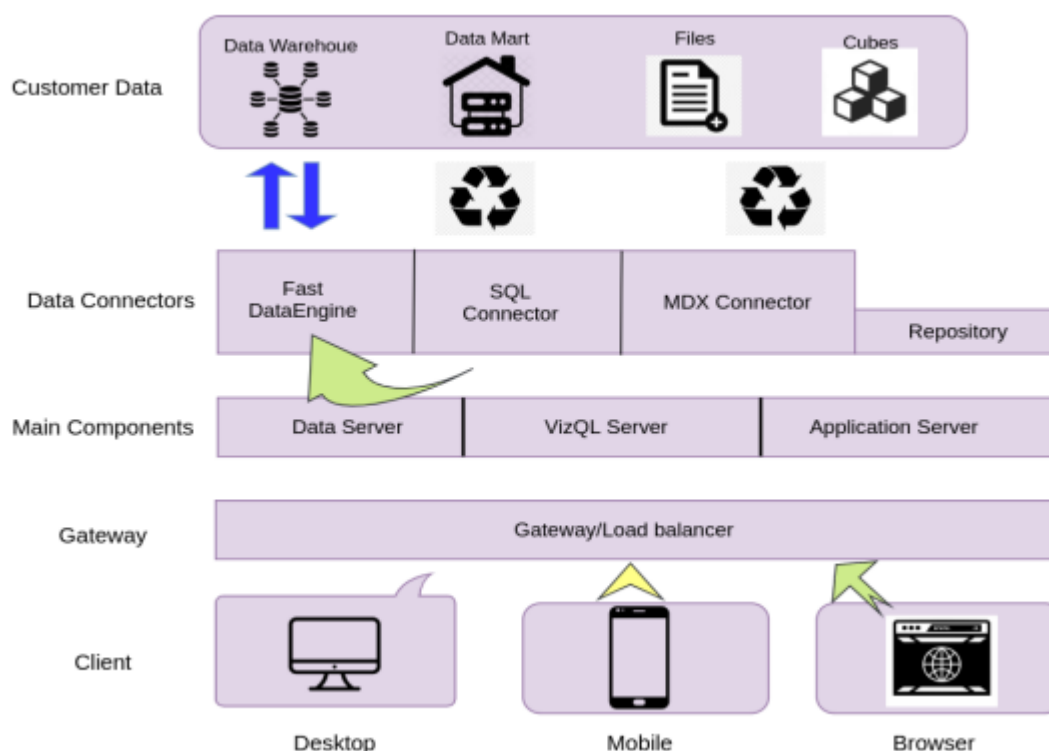 Data Warehoue
Data Mart
Files
Cubes
Customer Data
Data Connectors
Fast
DataEngine
SQL
Connector
MDX Connector
Repository
Main Components
Data Server
VizQL Server
Application Server
Gateway
Gateway/Load balancer
Client
Desktop
Mobile
Browser